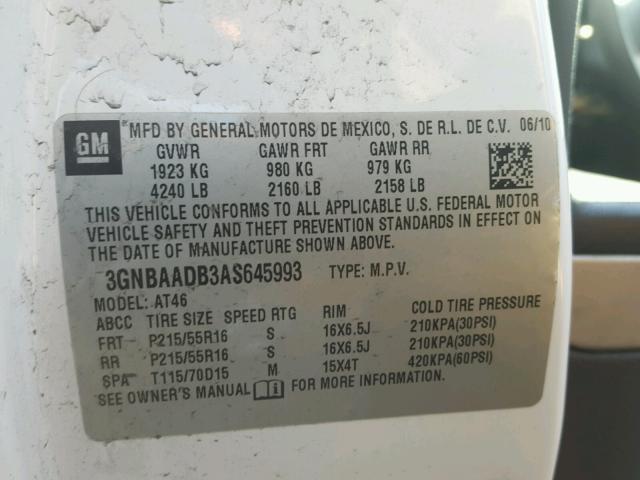 GM
MFD BY GENERAL MOTORS DE MEXICO, S. DE R.L. DE C.V. 06/10
GVWR GAWR FRT GAWR RR
1923 KG 980 KG 979 KG
4240 LB 2160 LB 2158 LB
THIS VEHICLE CONFORMS TO ALL APPLICABLE U.S. FEDERAL MOTOR
VEHICLE SAFETY AND THEFT PREVENTION STANDARDS IN EFFECT ON
THE DATE OF MANUFACTURE SHOWN ABOVE.
3GNBAADB3AS645993 TYPE: M.P.V.
MODEL: AT46
ABCC TIRE SIZE SPEED RTG RIM COLD TIRE PRESSURE
FRT P215/55R16 S 16X6.5J 210KPA(30PSI)
RR P215/55R16 S 16X6.5J 210KPA(30PSI)
SPA T115/70D15 M 15X4T 420KPA(60PSI)
SEE OWNER'S MANUAL FOR MORE INFORMATION.